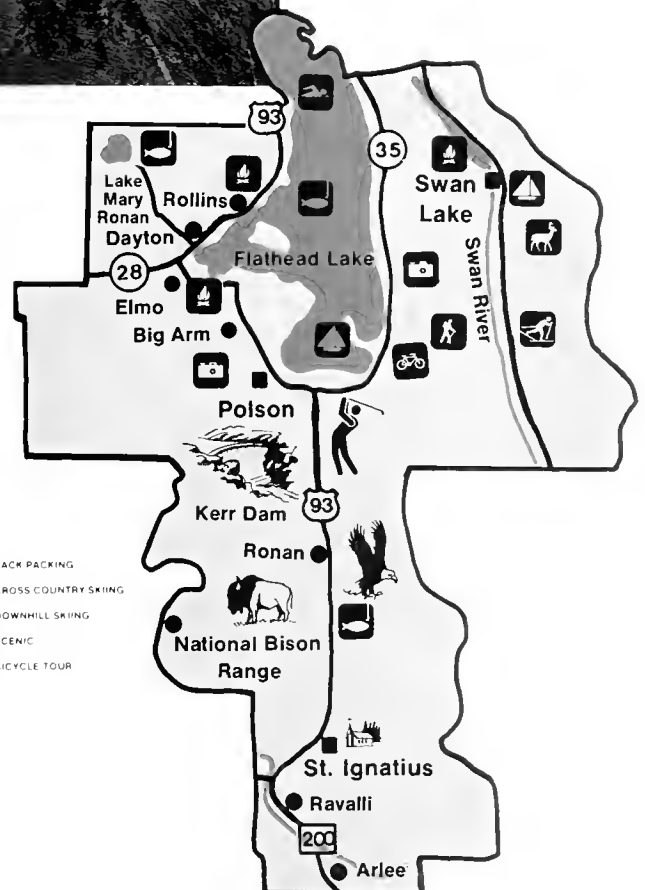 93
35
Lake
Mary
Ronan
Rollins
Dayton
Swan
Lake
Flathead Lake
Swan River
28
Elmo
Big Arm
Polson
Kerr Dam
93
Ronan
ACK PACKING
ROSS COUNTRY SKIING
OWNHILL SKIING
CENIC
ICYCLE TOUR
National Bison
Range
St. Ignatius
Ravalli
200
Arlee